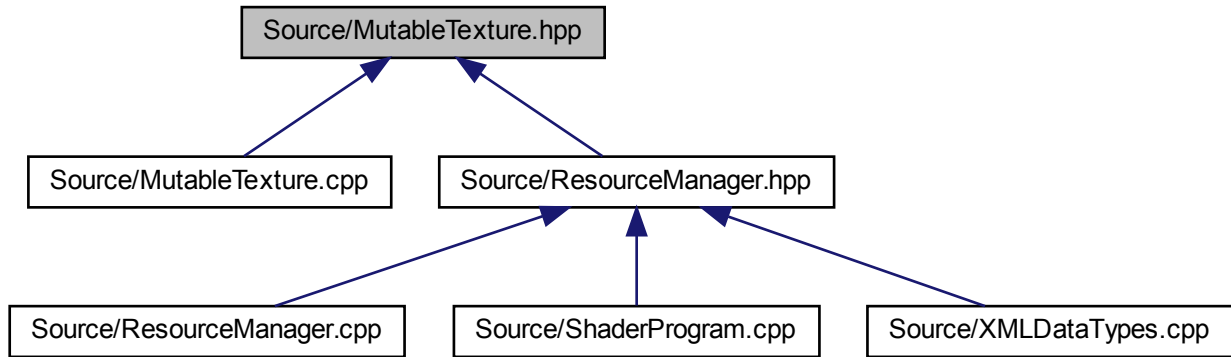 Source/MutableTexture.hpp
Source/MutableTexture.cpp
Source/ResourceManager.hpp
Source/ResourceManager.cpp
Source/ShaderProgram.cpp
Source/XMLDataTypes.cpp